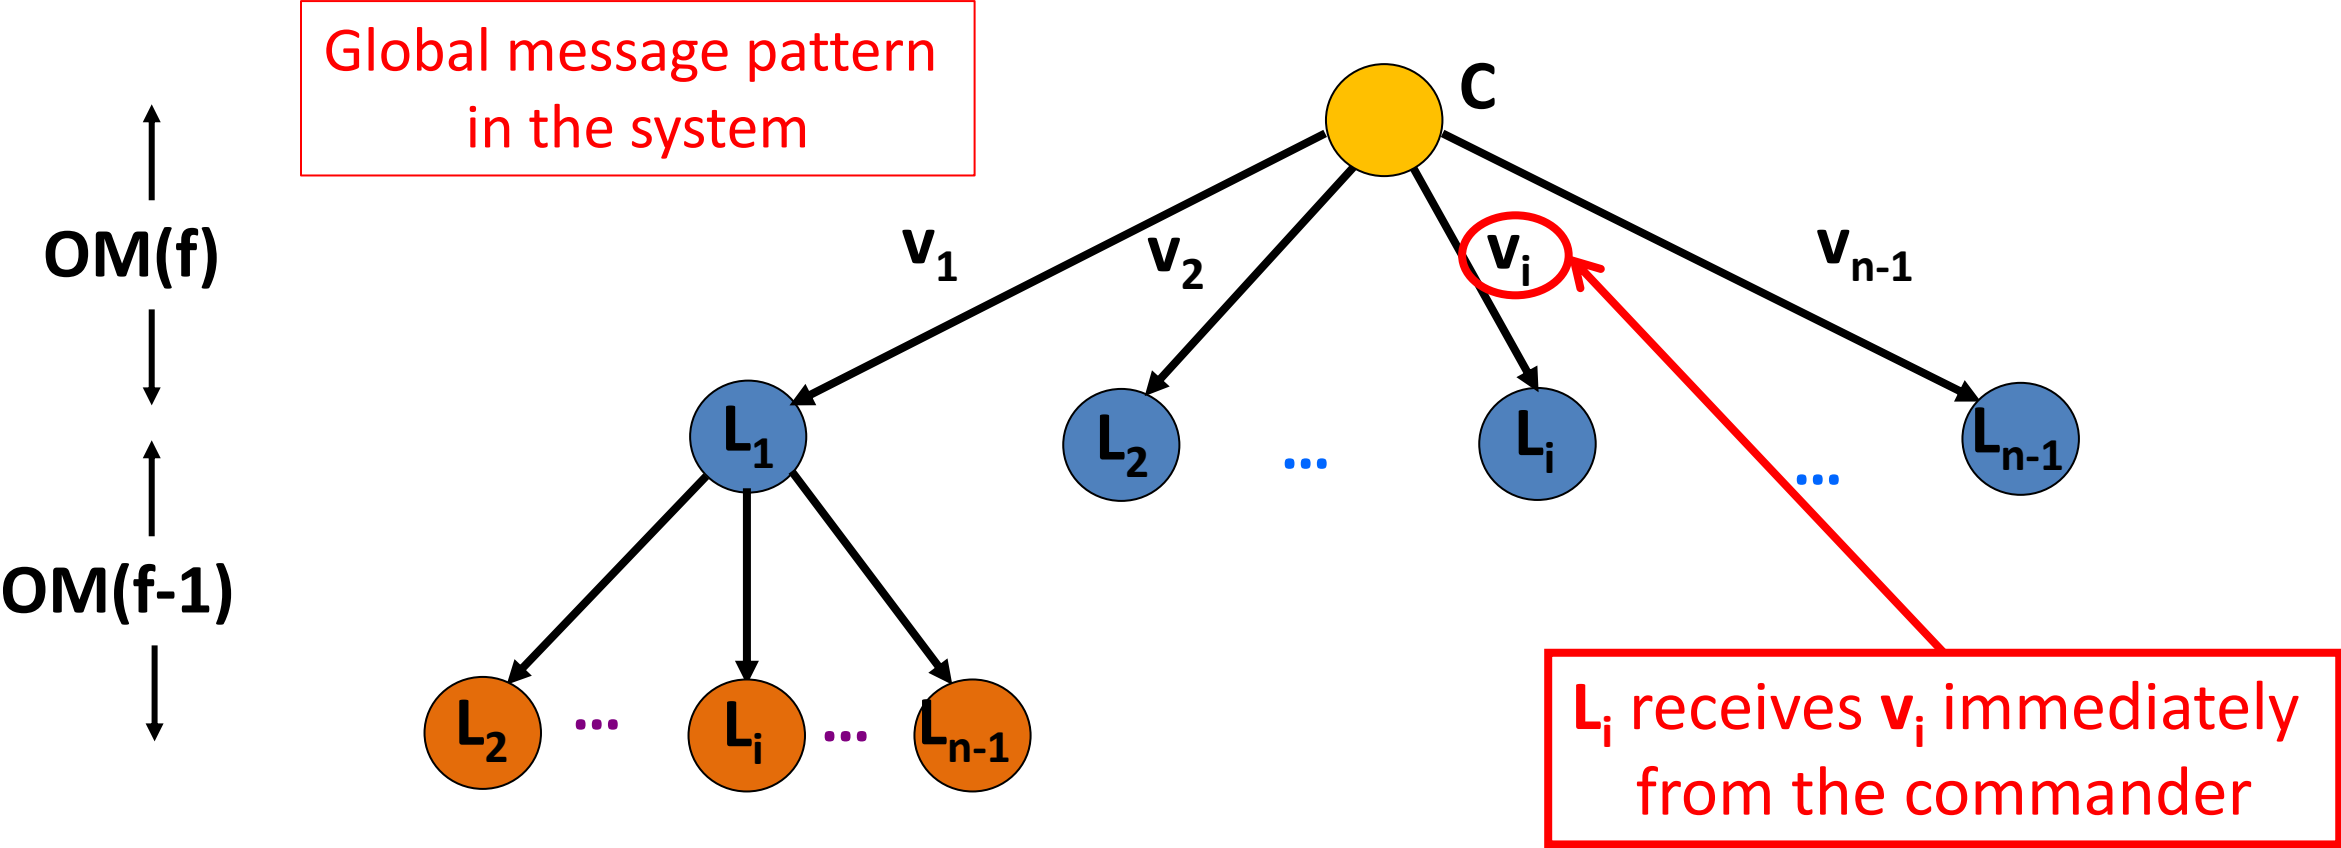 Global message pattern
in the system
C
OM(f)
v1
v2
vi
vn-1
L1
L2
...
Li
...
Ln-1
OM(f-1)
L2
...
Li
...
Ln-1
Li receives vi immediately
from the commander